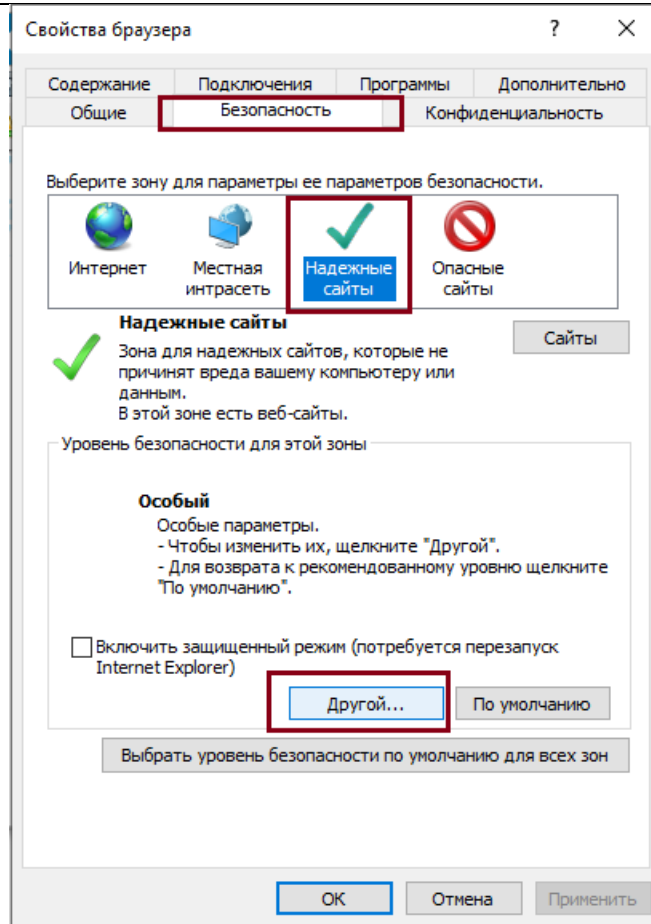 Свойства браузера
Содержание Подключения Программы Дополнительно
Общие Безопасность Конфиденциальность
Выберите зону для параметры ее параметров безопасности.
Интернет Местная интрасеть Надежные сайты Опасные сайты
Надежные сайты
Сайты
Зона для надежных сайтов, которые не
причинят вреда вашему компьютеру или
данным.
В этой зоне есть веб-сайты.
Уровень безопасности для этой зоны
Особый
Особые параметры.
- Чтобы изменить их, щелкните "Другой".
- Для возврата к рекомендованному уровню щелкните
"По умолчанию".
Включить защищенный режим (потребуется перезапуск
Internet Explorer)
Другой... По умолчанию
Выбрать уровень безопасности по умолчанию для всех зон
ОК Отмена Применить